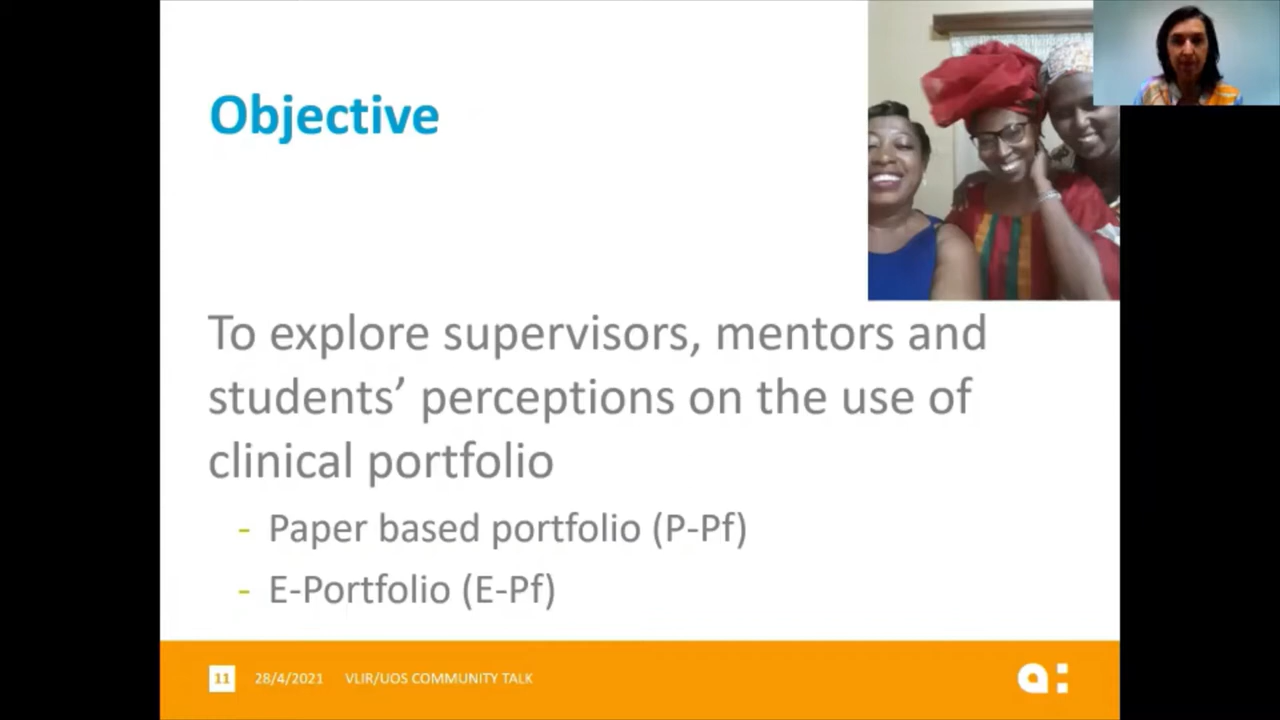 Objective
To explore supervisors, mentors and
students’ perceptions on the use of
clinical portfolio
- Paper based portfolio (P-Pf)
- E-Portfolio (E-Pf)
11 28/4/2021 VLIR/UOS COMMUNITY TALK
a: